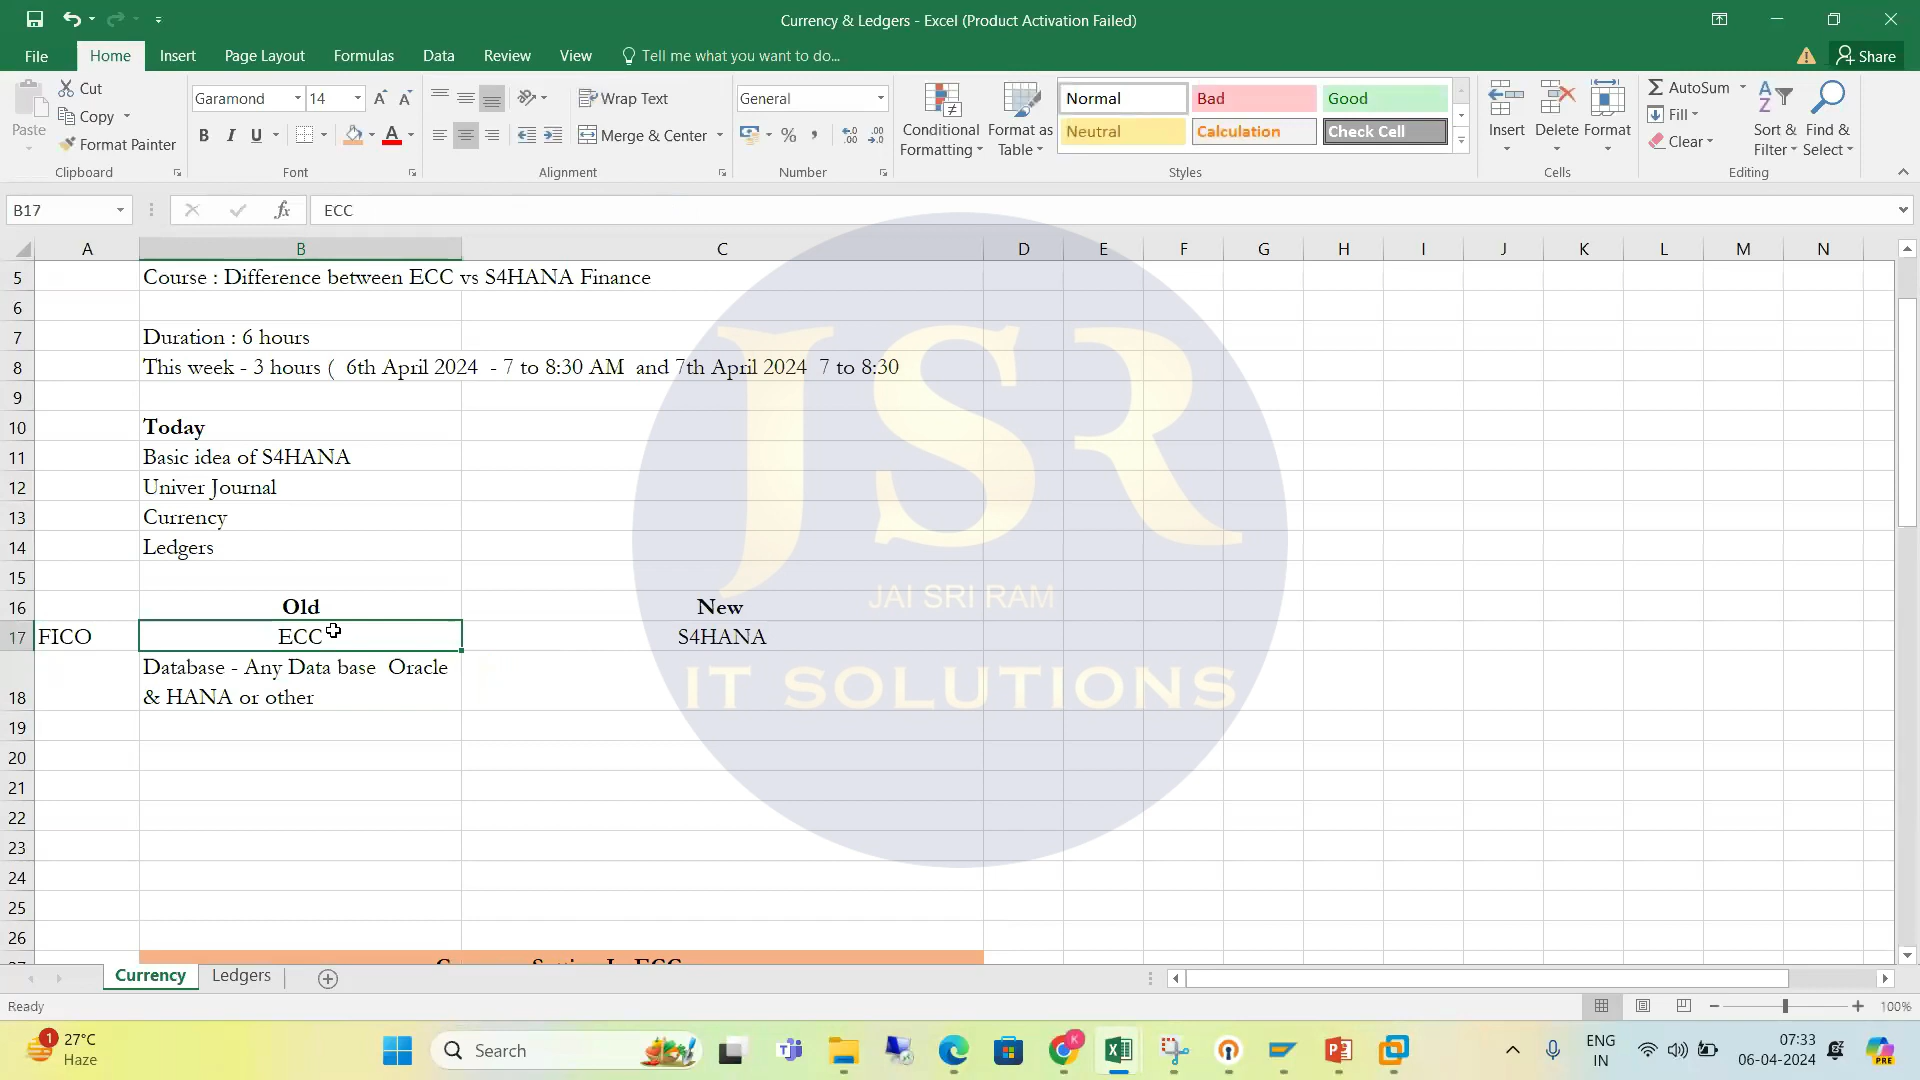 Currency & Ledgers - Excel (Product Activation Failed)
File Home Insert Page Layout Formulas Data Review View Tell me what you want to do... Share
Paste Cut Copy Format Painter Clipboard
Garamond 14 B I U A Font
Wrap Text Merge & Center Alignment
General % , Number
Conditional Formatting Format as Table
Normal Bad Good
Neutral Calculation Check Cell
Styles
Insert Delete Format Cells
AutoSum Fill Clear Sort & Filter Find & Select Editing
B17 fx ECC
A B C D E F G H I J K L M N
5 Course : Difference between ECC vs S4HANA Finance
6
7 Duration : 6 hours
8 This week - 3 hours (  6th April 2024  - 7 to 8:30 AM  and 7th April 2024  7 to 8:30
9
10 Today
11 Basic idea of S4HANA
12 Univer Journal
13 Currency
14 Ledgers
15
16 Old New
17 FICO ECC S4HANA
Database - Any Data base  Oracle
18 & HANA or other
19
20
21
22
23
24
25
26
JSR
JAI SRI RAM
IT SOLUTIONS
Currency Ledgers
Ready 100%
1 27°C
Haze
Search
ENG
IN
07:33
06-04-2024